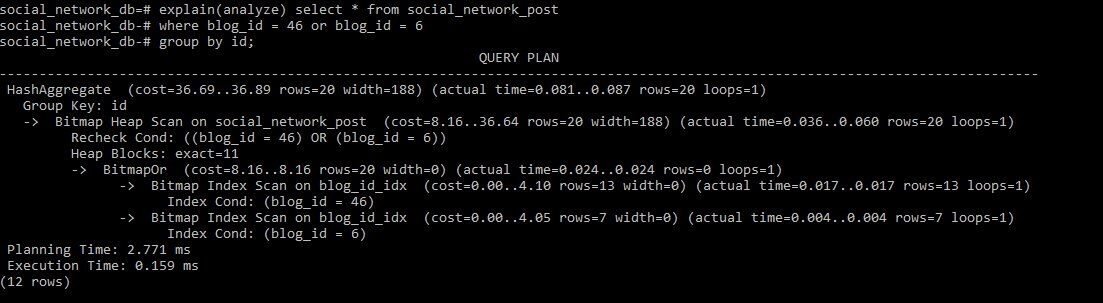 social_network_db=# explain(analyze) select * from social_network_post
social_network_db-# where blog_id = 46 or blog_id = 6
social_network_db-# group by id;
QUERY PLAN
--------------------------------------------------------------------------------------------------------------------------------------
HashAggregate  (cost=36.69..36.89 rows=20 width=188) (actual time=0.081..0.087 rows=20 loops=1)
  Group Key: id
  ->  Bitmap Heap Scan on social_network_post  (cost=8.16..36.64 rows=20 width=188) (actual time=0.036..0.060 rows=20 loops=1)
        Recheck Cond: ((blog_id = 46) OR (blog_id = 6))
        Heap Blocks: exact=11
        ->  BitmapOr  (cost=8.16..8.16 rows=20 width=0) (actual time=0.024..0.024 rows=0 loops=1)
              ->  Bitmap Index Scan on blog_id_idx  (cost=0.00..4.10 rows=13 width=0) (actual time=0.017..0.017 rows=13 loops=1)
                    Index Cond: (blog_id = 46)
              ->  Bitmap Index Scan on blog_id_idx  (cost=0.00..4.05 rows=7 width=0) (actual time=0.004..0.004 rows=7 loops=1)
                    Index Cond: (blog_id = 6)
Planning Time: 2.771 ms
Execution Time: 0.159 ms
(12 rows)